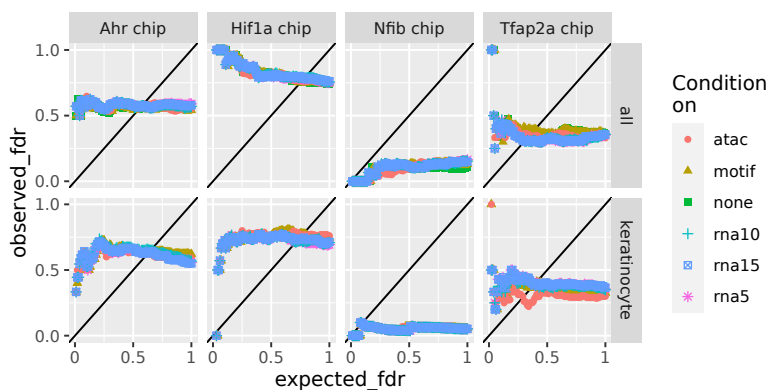 Ahr chip Hif1a chip Nfib chip Tfap2a chip
1.0
0.5
0.0
all
1.0
0.5
0.0
keratinocyte
0 0.5 1 0 0.5 1 0 0.5 1 0 0.5 1
expected_fdr
observed_fdr
Condition
on
atac
motif
none
rna10
rna15
rna5